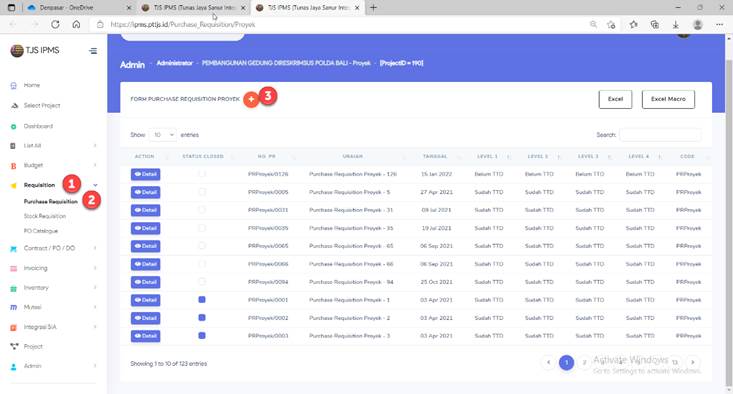 Denpasar - OneDrive
TJS IPMS (Tunas Jaya Sanur Inte
TJS IPMS (Tunas Jaya Sanur Inte
https://ipms.pttjs.id/Purchase_Requisition/Proyek
TJS IPMS
Home
Select Project
Dashboard
List All
Budget
Requisition 1
Purchase Requisition 2
Stock Requisition
PO Catalogue
Contract / PO / DO
Invoicing
Inventory
Mutasi
Integrasi SIA
Project
Admin
Admin - Administrator - PEMBANGUNAN GEDUNG DIRESKRIMSUS POLDA BALI - Proyek - [ProjectID = 190]
FORM PURCHASE REQUISITION PROYEK + 3 Excel Excel Macro
Show 10 entries Search:
ACTION STATUS CLOSED NO. PR URAIAN TANGGAL LEVEL 1 LEVEL 2 LEVEL 3 LEVEL 4 CODE
Detail PRProyek/0126 Purchase Requisition Proyek - 126 15 Jan 2022 Belum TTD Belum TTD Belum TTD Belum TTD PRProyek
Detail PRProyek/0005 Purchase Requisition Proyek - 5 27 Apr 2021 Sudah TTD Sudah TTD Sudah TTD Sudah TTD PRProyek
Detail PRProyek/0031 Purchase Requisition Proyek - 31 09 Jul 2021 Sudah TTD Sudah TTD Sudah TTD Sudah TTD PRProyek
Detail PRProyek/0035 Purchase Requisition Proyek - 35 19 Jul 2021 Sudah TTD Sudah TTD Sudah TTD Sudah TTD PRProyek
Detail PRProyek/0065 Purchase Requisition Proyek - 65 06 Sep 2021 Sudah TTD Sudah TTD Sudah TTD Sudah TTD PRProyek
Detail PRProyek/0066 Purchase Requisition Proyek - 66 06 Sep 2021 Sudah TTD Sudah TTD Sudah TTD Sudah TTD PRProyek
Detail PRProyek/0094 Purchase Requisition Proyek - 94 25 Oct 2021 Sudah TTD Sudah TTD Sudah TTD Sudah TTD PRProyek
Detail PRProyek/0001 Purchase Requisition Proyek - 1 03 Apr 2021 Sudah TTD Sudah TTD Sudah TTD Sudah TTD PRProyek
Detail PRProyek/0002 Purchase Requisition Proyek - 2 03 Apr 2021 Sudah TTD Sudah TTD Sudah TTD Sudah TTD PRProyek
Detail PRProyek/0003 Purchase Requisition Proyek - 3 03 Apr 2021 Sudah TTD Sudah TTD Sudah TTD Sudah TTD PRProyek
Showing 1 to 10 of 123 entries 1 2 13
Activate Windows
Go to Settings to activate Windows.